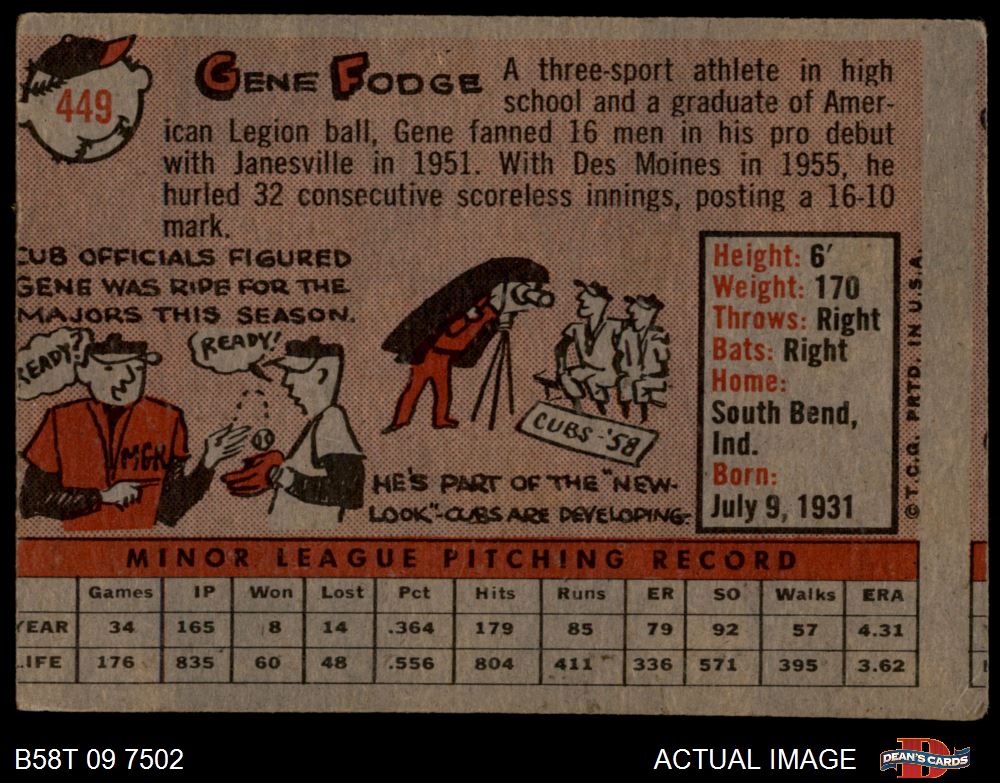 449
GENE FODGE
A three-sport athlete in high
school and a graduate of Amer-
ican Legion ball, Gene fanned 16 men in his pro debut
with Janesville in 1951. With Des Moines in 1955, he
hurled 32 consecutive scoreless innings, posting a 16-10
mark.
CUB OFFICIALS FIGURED
GENE WAS RIPE FOR THE
MAJORS THIS SEASON.
READY?
READY!
MGR
CUBS-'58
HE'S PART OF THE "NEW-
LOOK"-CUBS ARE DEVELOPING-
Height: 6'
Weight: 170
Throws: Right
Bats: Right
Home:
South Bend,
Ind.
Born:
July 9, 1931
© T.C.G. PRTD. IN U.S.A.
MINOR LEAGUE PITCHING RECORD
Games IP Won Lost Pct Hits Runs ER SO Walks ERA
YEAR 34 165 8 14 .364 179 85 79 92 57 4.31
LIFE 176 835 60 48 .556 804 411 336 571 395 3.62
B58T 09 7502
ACTUAL IMAGE
DEAN'S CARDS